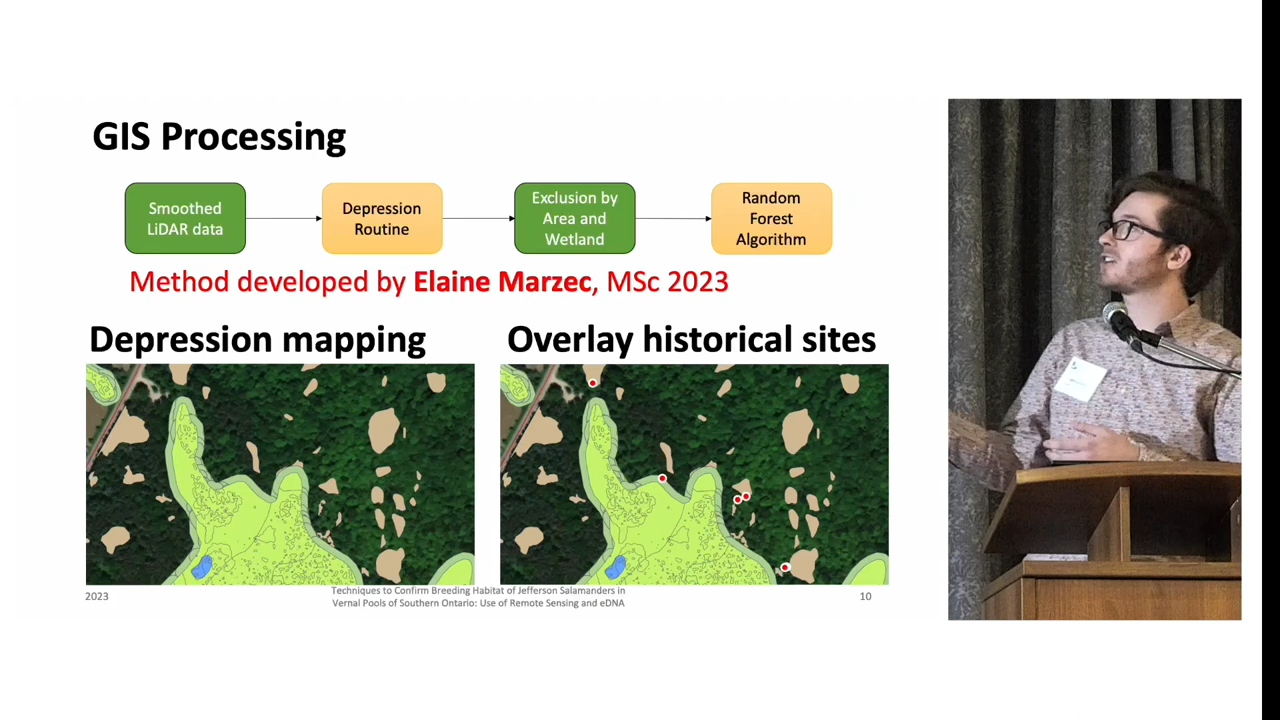 GIS Processing
Smoothed
LiDAR data
Depression
Routine
Exclusion by
Area and
Wetland
Random
Forest
Algorithm
Method developed by Elaine Marzec, MSc 2023
Depression mapping
Overlay historical sites
2023
Techniques to Confirm Breeding Habitat of Jefferson Salamanders in
Vernal Pools of Southern Ontario: Use of Remote Sensing and eDNA
10